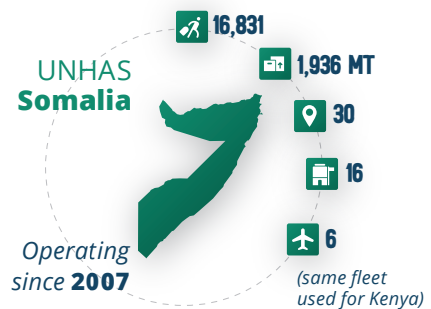 16,831
UNHAS
Somalia
1,936 MT
30
16
6
Operating
since 2007
(same fleet
used for Kenya)